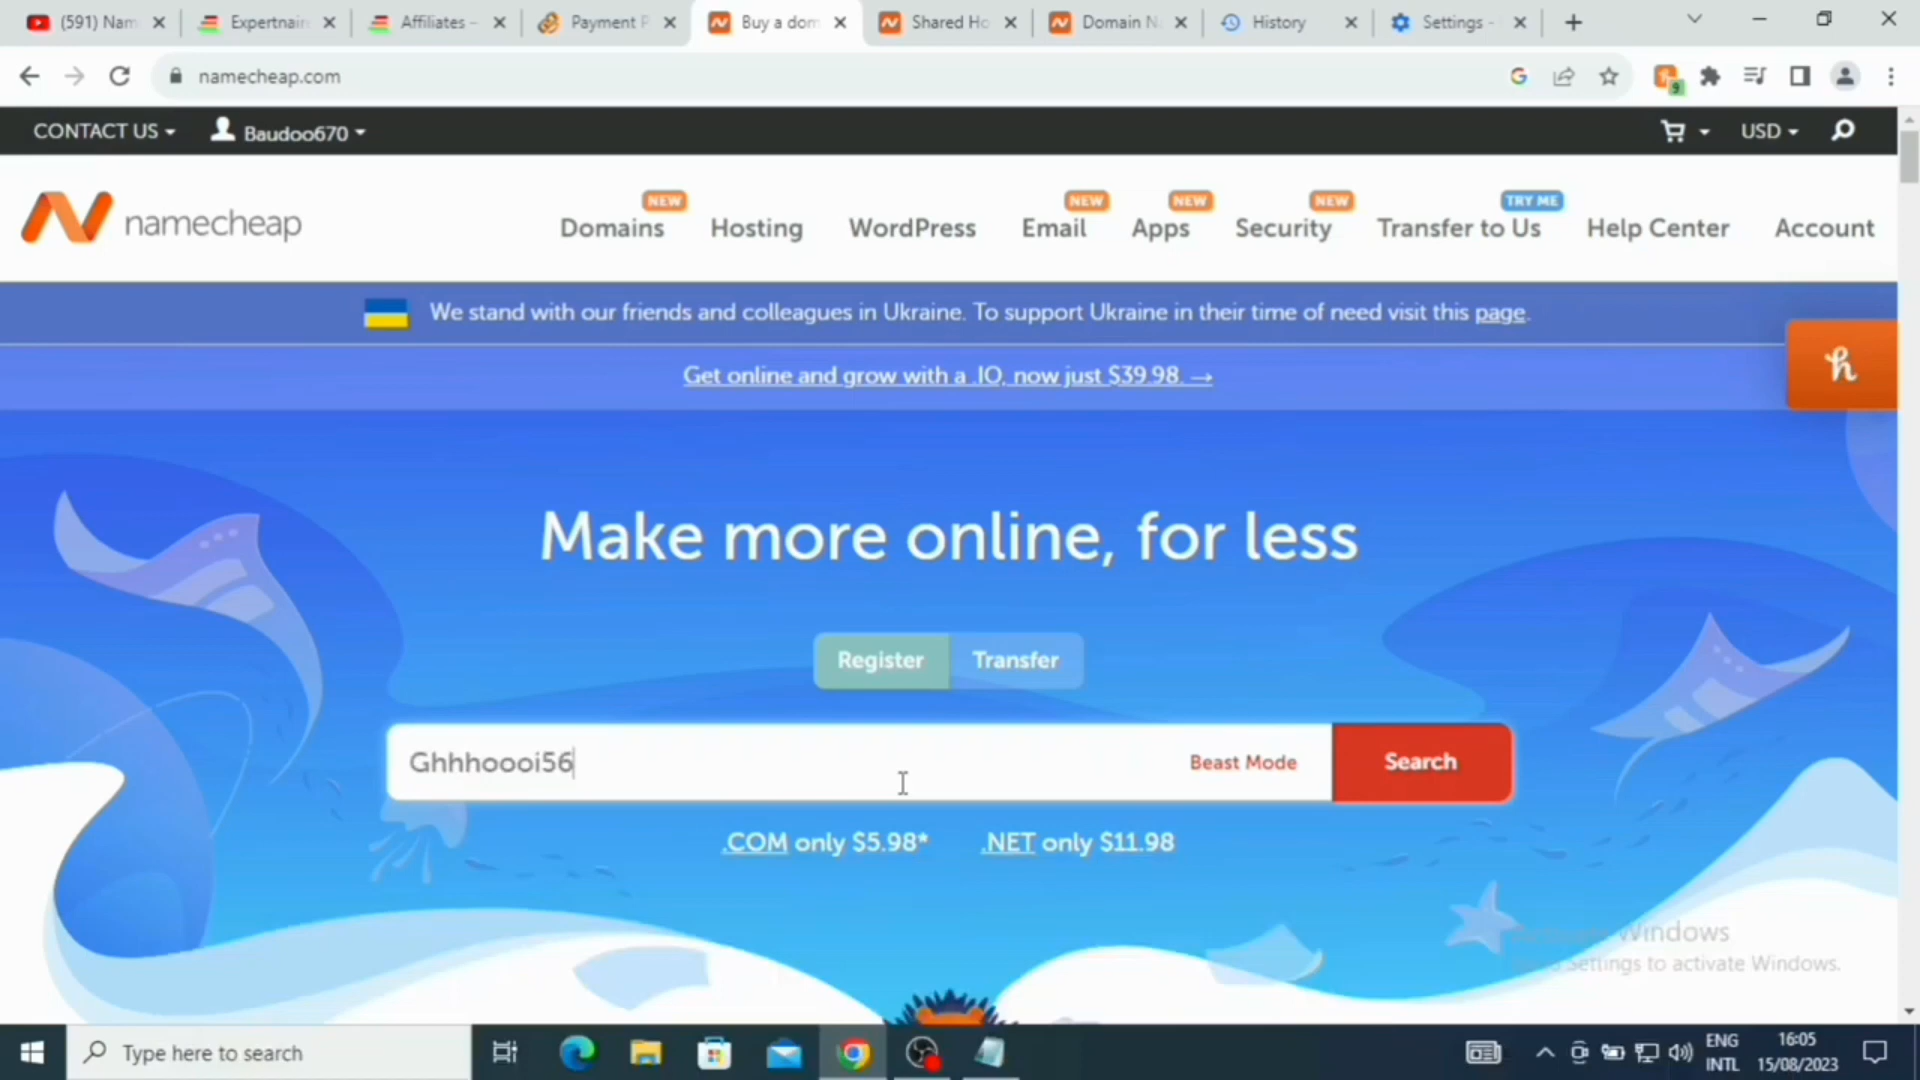 (591) Nam
Expertnair
Affiliates -
Payment P
Buy a dom
Shared Ho
Domain N
History
Settings -
namecheap.com
9
CONTACT US
Baudoo670
USD
namecheap
NEW
NEW
NEW
NEW
TRY ME
Domains
Hosting
WordPress
Email
Apps
Security
Transfer to Us
Help Center
Account
We stand with our friends and colleagues in Ukraine. To support Ukraine in their time of need visit this page.
Get online and grow with a .IO, now just $39.98. →
h
Make more online, for less
Register
Transfer
Ghhhoooi56
Beast Mode
Search
.COM only $5.98*
.NET only $11.98
Windows
Settings to activate Windows.
Type here to search
ENG
INTL
16:05
15/08/2023